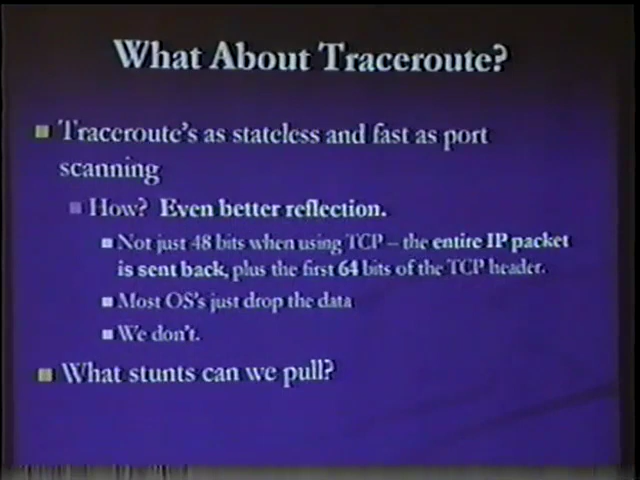 What About Traceroute?
Traceroute's as stateless and fast as port
scanning
How? Even better reflection.
Not just 48 bits when using TCP – the entire IP packet
is sent back, plus the first 64 bits of the TCP header.
Most OS's just drop the data
We don't.
What stunts can we pull?